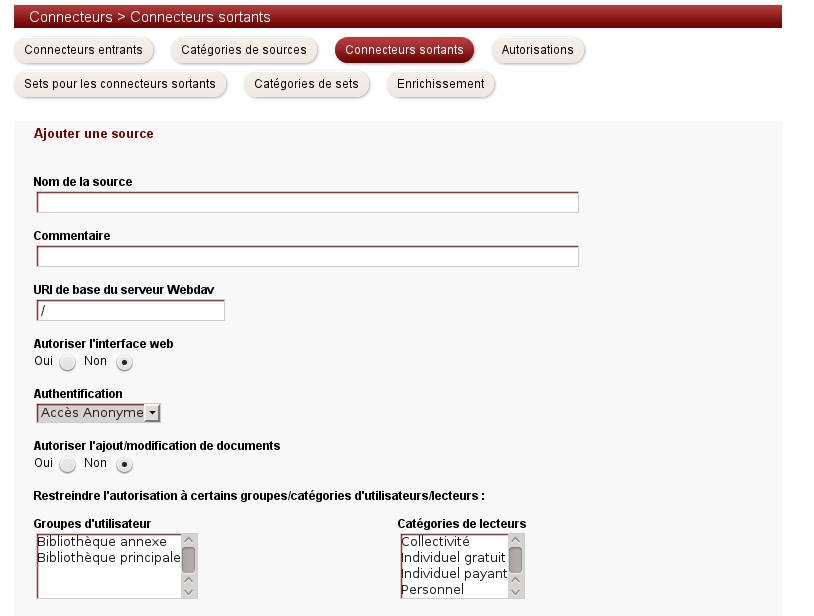 Connecteurs > Connecteurs sortants
Connecteurs entrants Catégories de sources Connecteurs sortants Autorisations
Sets pour les connecteurs sortants Catégories de sets Enrichissement
Ajouter une source
Nom de la source
Commentaire
URI de base du serveur Webdav
/
Autoriser l'interface web
Oui Non
Authentification
Accès Anonyme
Autoriser l'ajout/modification de documents
Oui Non
Restreindre l'autorisation à certains groupes/catégories d'utilisateurs/lecteurs :
Groupes d'utilisateur
Bibliothèque annexe
Bibliothèque principale
Catégories de lecteurs
Collectivité
Individuel gratuit
Individuel payant
Personnel